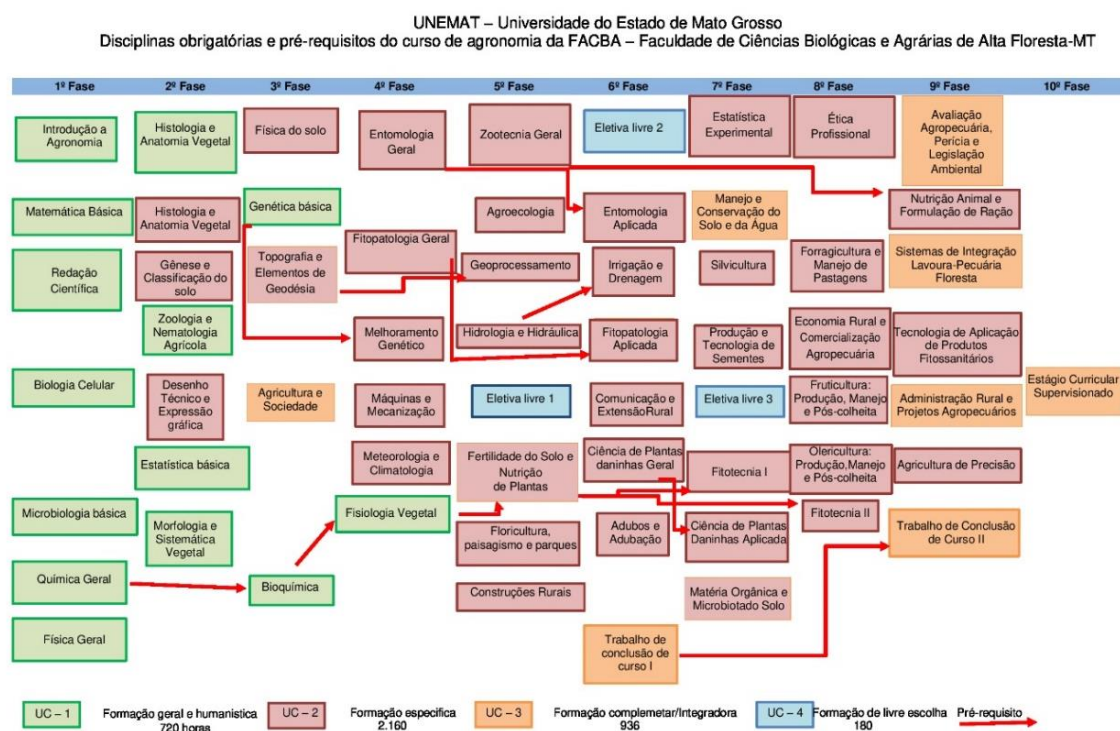 UNEMAT – Universidade do Estado de Mato Grosso
Disciplinas obrigatórias e pré-requisitos do curso de agronomia da FACBA – Faculdade de Ciências Biológicas e Agrárias de Alta Floresta-MT
1º Fase
2º Fase
3º Fase
4º Fase
5º Fase
6º Fase
7º Fase
8º Fase
9º Fase
10º Fase
Introdução a
Agronomia
Matemática Básica
Redação
Científica
Biologia Celular
Microbiologia básica
Química Geral
Física Geral
Histologia e
Anatomia Vegetal
Histologia e
Anatomia Vegetal
Gênese e
Classificação do
solo
Zoologia e
Nematologia
Agrícola
Desenho
Técnico e
Expressão
gráfica
Estatística básica
Morfologia e
Sistemática
Vegetal
Física do solo
Genética básica
Topografia e
Elementos de
Geodésia
Agricultura e
Sociedade
Bioquímica
Entomologia
Geral
Fitopatologia Geral
Melhoramento
Genético
Máquinas e
Mecanização
Meteorologia e
Climatologia
Fisiologia Vegetal
Zootecnia Geral
Agroecologia
Geoprocessamento
Hidrologia e Hidráulica
Eletiva livre 1
Fertilidade do Solo e
Nutrição
de Plantas
Floricultura,
paisagismo e parques
Construções Rurais
Eletiva livre 2
Entomologia
Aplicada
Irrigação e
Drenagem
Fitopatologia
Aplicada
Comunicação e
ExtensãoRural
Ciência de Plantas
daninhas Geral
Adubos e
Adubação
Trabalho de
conclusão de
curso I
Estatística
Experimental
Manejo e
Conservação do
Solo e da Água
Silvicultura
Produção e
Tecnologia de
Sementes
Eletiva livre 3
Fitotecnia I
Ciência de Plantas
Daninhas Aplicada
Matéria Orgânica e
Microbiotado Solo
Ética
Profissional
Forragicultura e
Manejo de
Pastagens
Economia Rural e
Comercialização
Agropecuária
Fruticultura:
Produção, Manejo
e Pós-colheita
Olericultura:
Produção,Manejo
e Pós-colheita
Fitotecnia II
Avaliação
Agropecuária,
Perícia e
Legislação
Ambiental
Nutrição Animal e
Formulação de Ração
Sistemas de Integração
Lavoura-Pecuária
Floresta
Tecnologia de Aplicação
de Produtos
Fitossanitários
Administração Rural e
Projetos Agropecuários
Agricultura de Precisão
Trabalho de Conclusão
de Curso II
Estágio Curricular
Supervisionado
UC – 1
Formação geral e humanistica
720 horas
UC – 2
Formação especifica
2.160
UC – 3
Formação complemetar/Integradora
936
UC – 4
Formação de livre escolha
180
Pré-requisito